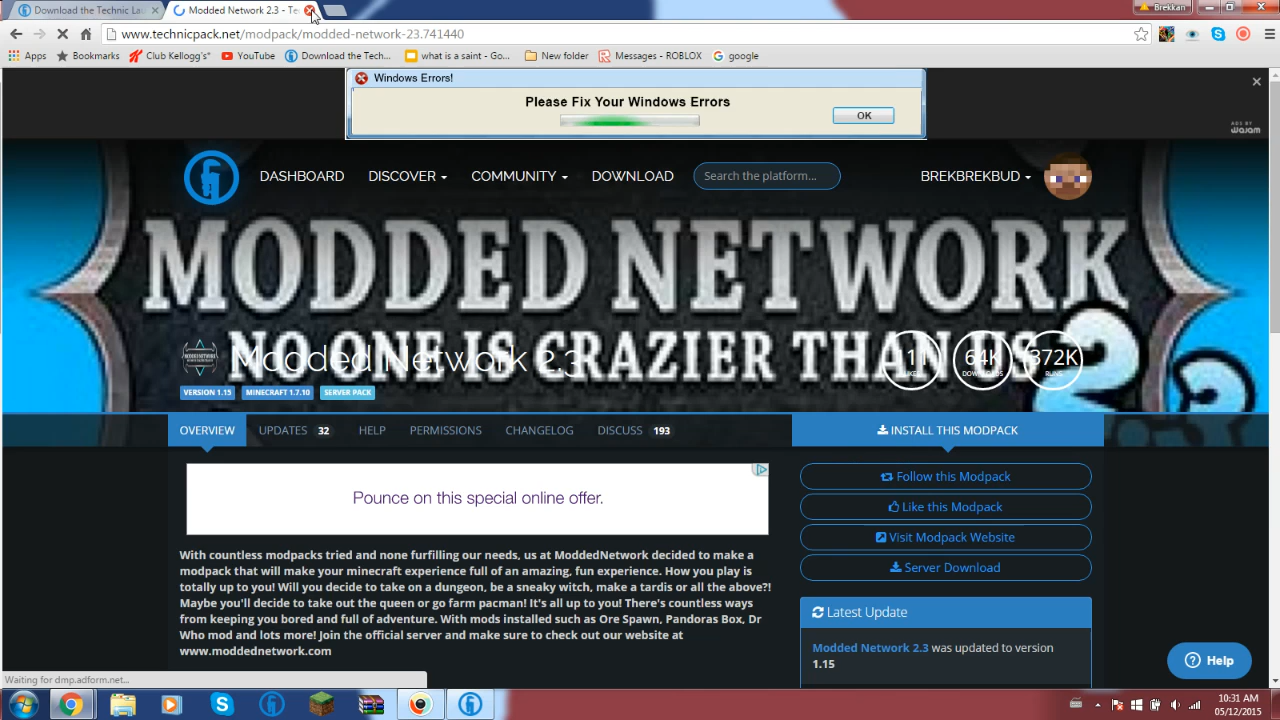 Download the Technic Lau
Modded Network 2.3 - Te
Brekkan
www.technicpack.net/modpack/modded-network-23.741440
Apps
Bookmarks
Club Kellogg's
YouTube
Download the Tech...
what is a saint - Go...
New folder
Messages - ROBLOX
google
Windows Errors!
Please Fix Your Windows Errors
OK
ADS BY
wajam
DASHBOARD
DISCOVER
COMMUNITY
DOWNLOAD
Search the platform...
BREKBREKBUD
MODDED NETWORK
NO ONE IS CRAZIER THAN US
2.3
Modded Network 2.3
11
64K
DOWNLOADS
372K
RUNS
VERSION 1.15
MINECRAFT 1.7.10
SERVER PACK
OVERVIEW
UPDATES 32
HELP
PERMISSIONS
CHANGELOG
DISCUSS 193
INSTALL THIS MODPACK
Pounce on this special online offer.
Follow this Modpack
Like this Modpack
Visit Modpack Website
Server Download
With countless modpacks tried and none furfilling our needs, us at ModdedNetwork decided to make a
modpack that will make your minecraft experience full of an amazing, fun experience. How you play is
totally up to you! Will you decide to take on a dungeon, be a sneaky witch, make a tardis or all the above?!
Maybe you'll decide to take out the queen or go farm pacman! It's all up to you! There's countless ways
from keeping you bored and full of adventure. With mods installed such as Ore Spawn, Pandoras Box, Dr
Who mod and lots more! Join the official server and make sure to check out our website at
www.moddednetwork.com
Latest Update
Modded Network 2.3 was updated to version
1.15
Help
Waiting for dmp.adform.net...
10:31 AM
05/12/2015